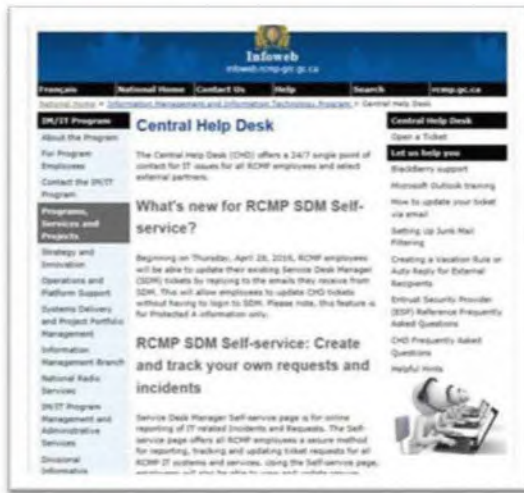 Infoweb
infoweb.rcmp-grc.gc.ca
Français National Home Contact Us Help Search rcmp.gc.ca
National Home > Information Management and Information Technology Program > Central Help Desk
IM/IT Program
About the Program
For Program
Employees
Contact the IM/IT
Program
Programs,
Services and
Projects
Strategy and
Innovation
Operations and
Platform Support
Systems Delivery
and Project Portfolio
Management
Information
Management Branch
National Radio
Services
IM/IT Program
Management and
Administrative
Services
Divisional
Informatics
Central Help Desk
The Central Help Desk (CHD) offers a 24/7 single point of
contact for IT issues for all RCMP employees and select
external partners.
What's new for RCMP SDM Self-
service?
Beginning on Thursday, April 28, 2016, RCMP employees
will be able to update their existing Service Desk Manager
(SDM) tickets by replying to the emails they receive from
SDM. This will allow employees to update CHD tickets
without having to login to SDM. Please note, this feature is
for Protected A information only.
RCMP SDM Self-service: Create
and track your own requests and
incidents
Service Desk Manager Self-service page is for online
reporting of IT related Incidents and Requests. The Self-
service page offers all RCMP employees a secure method
for reporting, tracking and updating ticket requests for all
RCMP IT systems and services. Using the Self-service page,
employees will also be able to view and update
Central Help Desk
Open a Ticket
Let us help you
BlackBerry support
Microsoft Outlook training
How to update your ticket
via email
Setting Up Junk Mail
Filtering
Creating a Vacation Rule or
Auto Reply for External
Recipients
Entrust Security Provider
(ESP) Reference Frequently
Asked Questions
CHD Frequently Asked
Questions
Helpful Hints